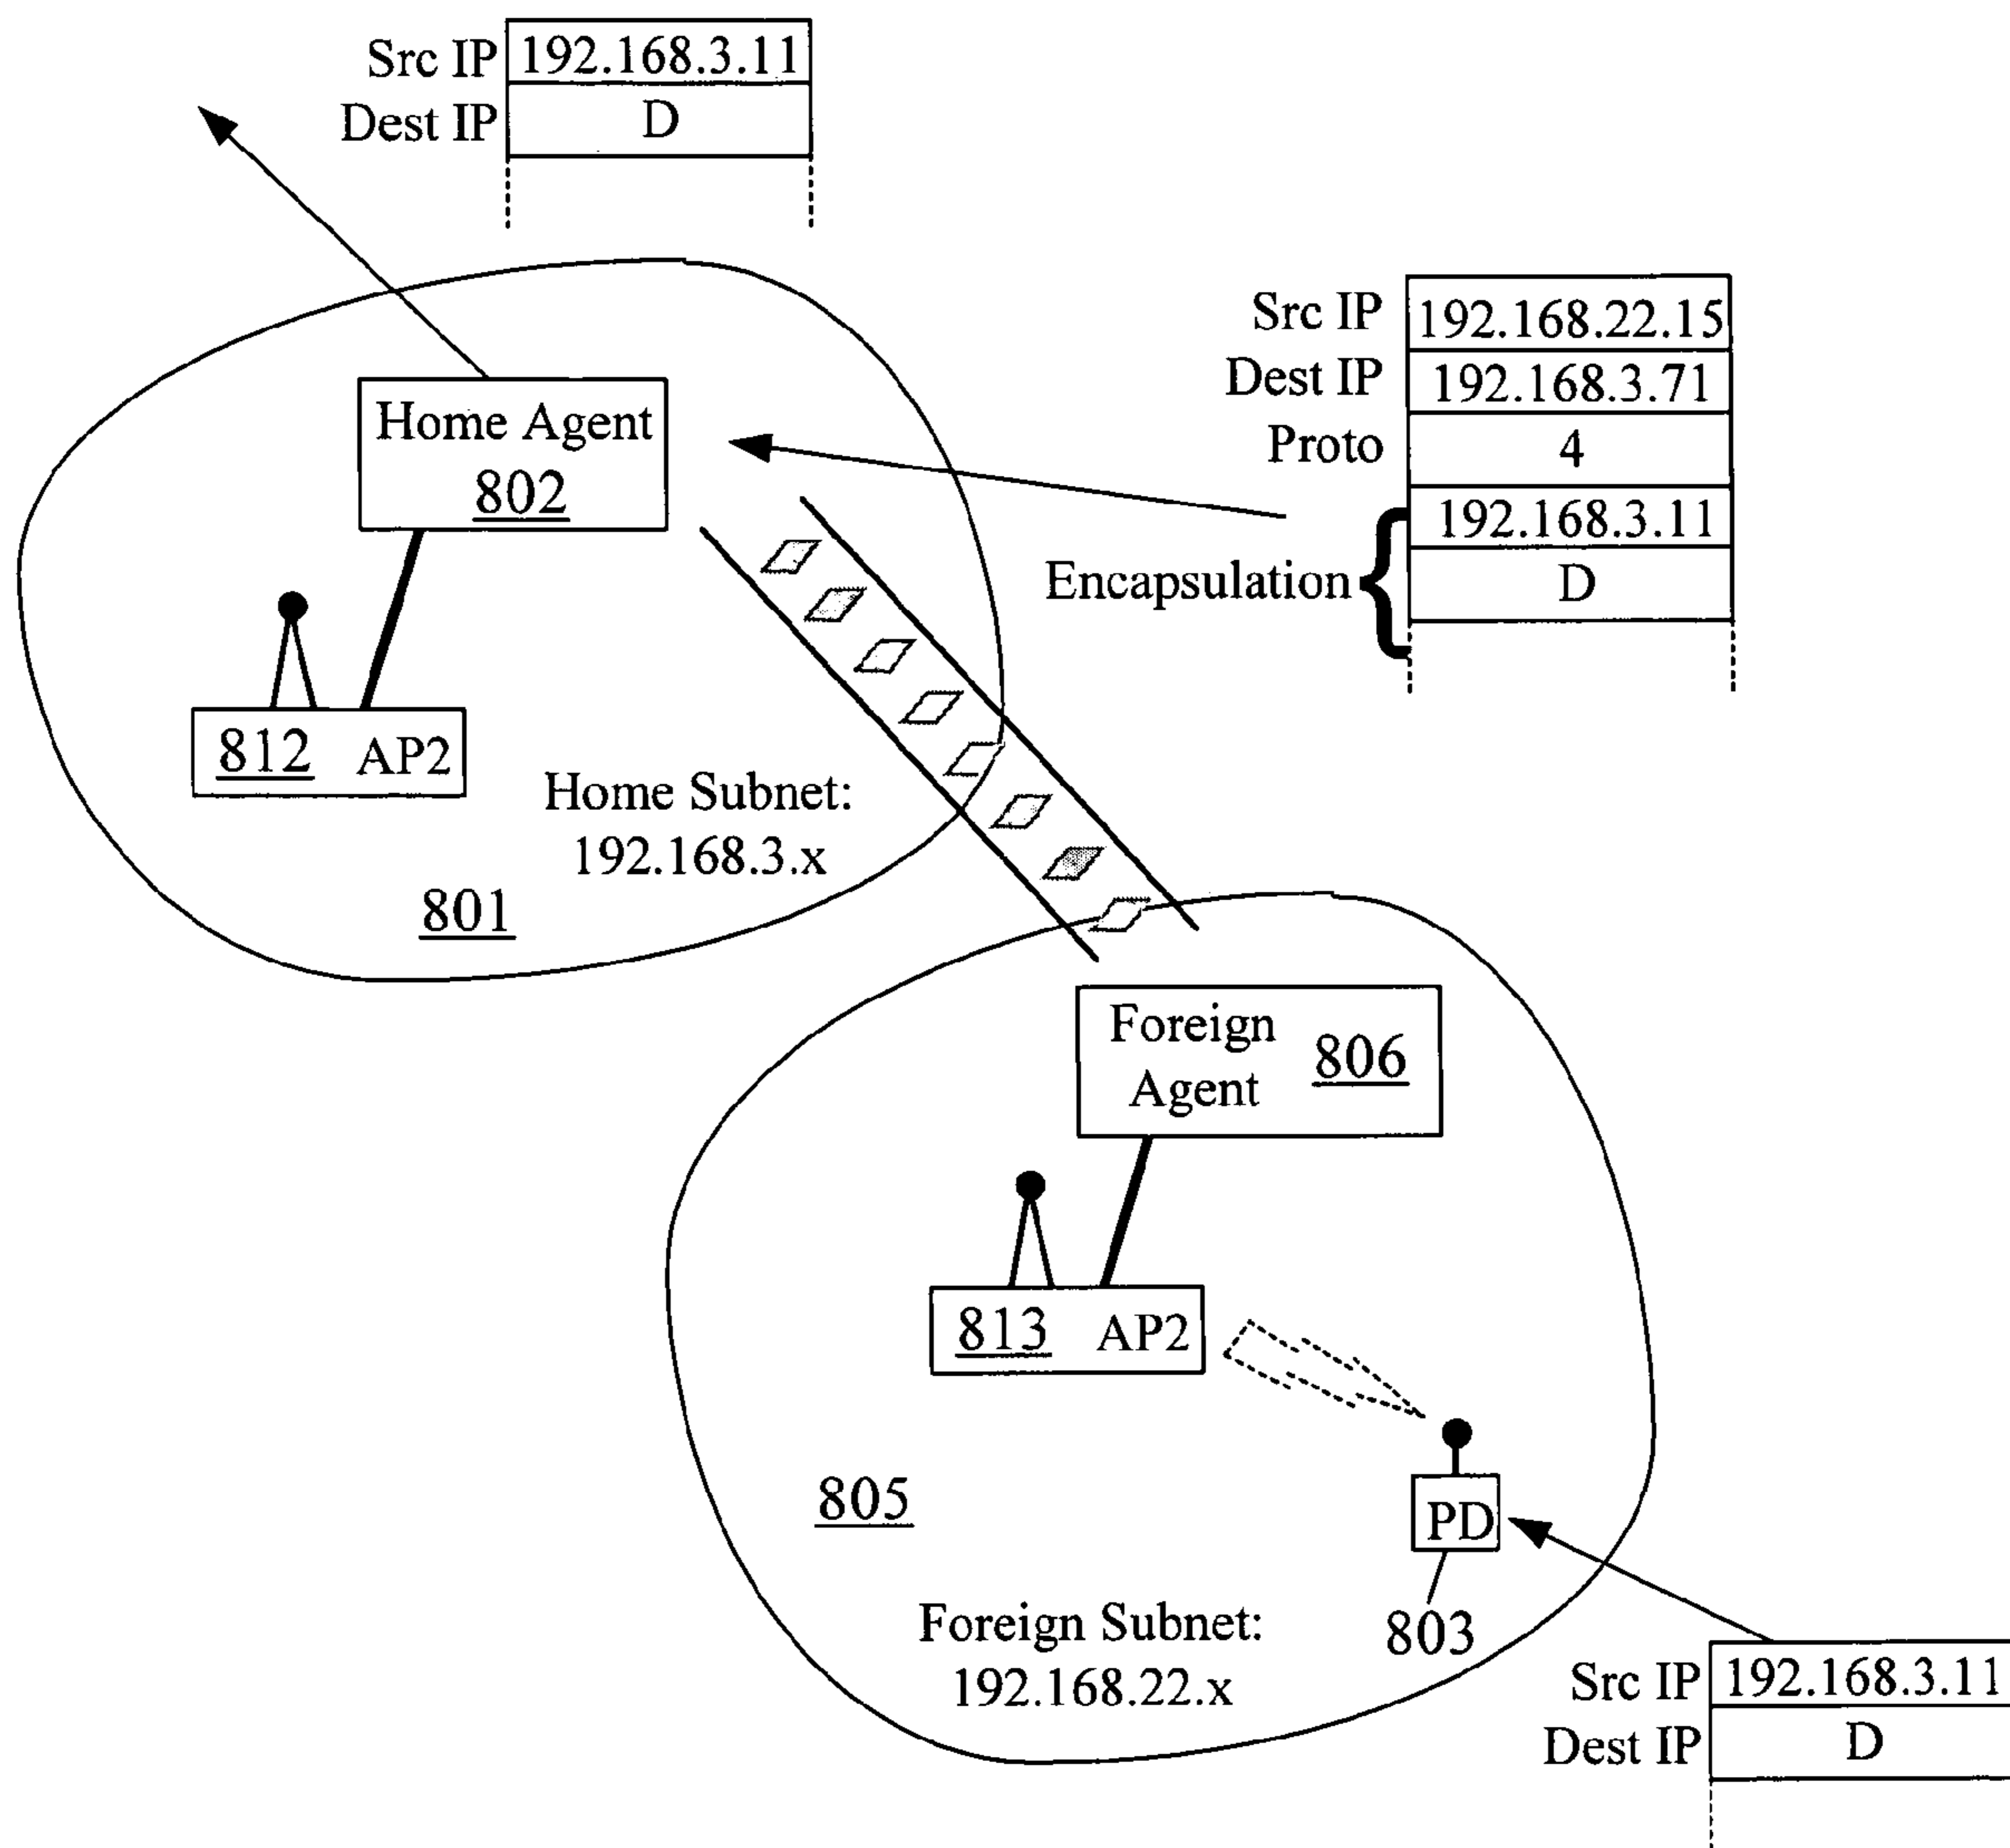 Src IP 192.168.3.11
Dest IP D
Src IP 192.168.22.15
Dest IP 192.168.3.71
Proto 4
192.168.3.11
Encapsulation { D
Home Agent
802
812 AP2
Home Subnet:
192.168.3.x
801
Foreign
Agent
806
813 AP2
805
PD
803
Foreign Subnet:
192.168.22.x
Src IP 192.168.3.11
Dest IP D